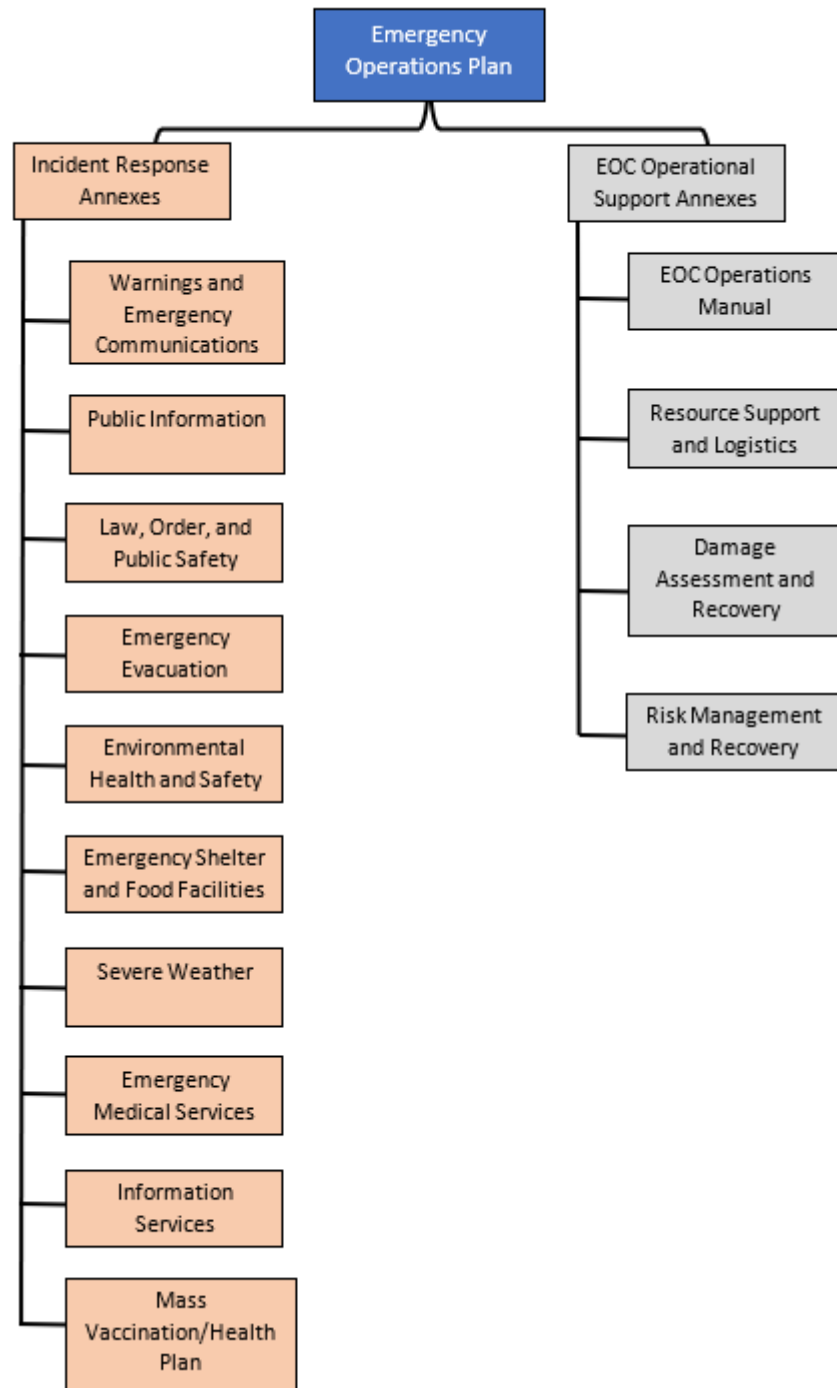 Emergency
Operations Plan
Incident Response
Annexes
Warnings and
Emergency
Communications
Public Information
Law, Order, and
Public Safety
Emergency
Evacuation
Environmental
Health and Safety
Emergency Shelter
and Food Facilities
Severe Weather
Emergency
Medical Services
Information
Services
Mass
Vaccination/Health
Plan
EOC Operational
Support Annexes
EOC Operations
Manual
Resource Support
and Logistics
Damage
Assessment and
Recovery
Risk Management
and Recovery